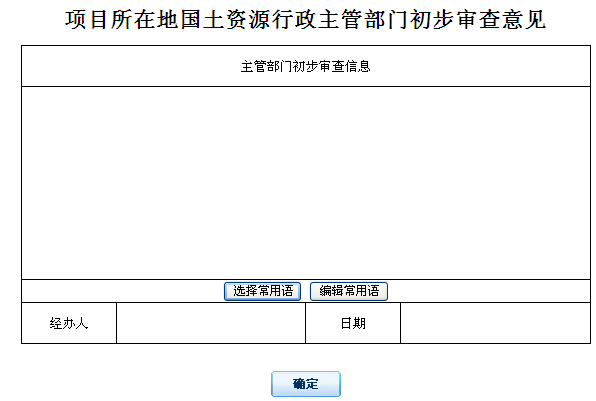 项目所在地国土资源行政主管部门初步审查意见
主管部门初步审查信息
选择常用语 编辑常用语
经办人 日期
确定